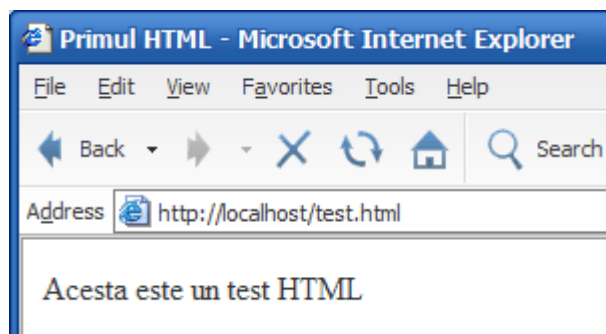 Primul HTML - Microsoft Internet Explorer
File Edit View Favorites Tools Help
Back Search
Address http://localhost/test.html
Acesta este un test HTML